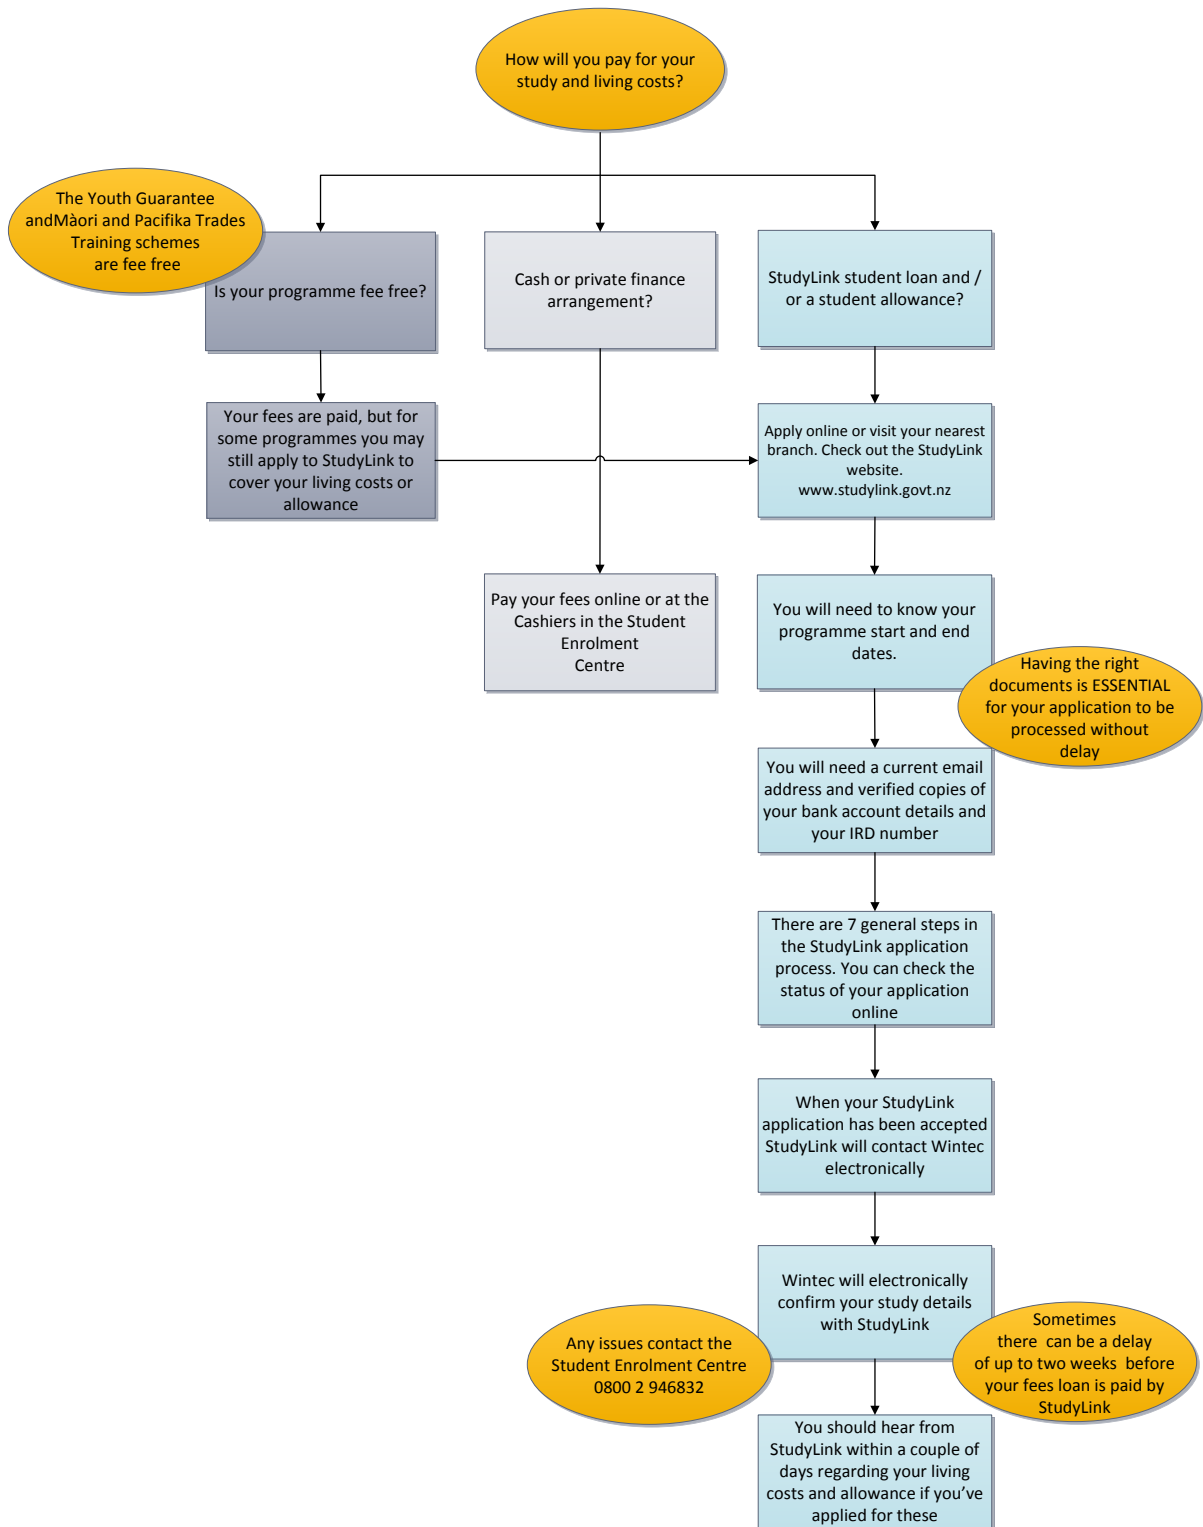 How will you pay for your
study and living costs?
The Youth Guarantee
andMàori and Pacifika Trades
Training schemes
are fee free
Is your programme fee free?
Cash or private finance
arrangement?
StudyLink student loan and /
or a student allowance?
Your fees are paid, but for
some programmes you may
still apply to StudyLink to
cover your living costs or
allowance
Apply online or visit your nearest
branch. Check out the StudyLink
website.
www.studylink.govt.nz
Pay your fees online or at the
Cashiers in the Student
Enrolment
Centre
You will need to know your
programme start and end
dates.
Having the right
documents is ESSENTIAL
for your application to be
processed without
delay
You will need a current email
address and verified copies of
your bank account details and
your IRD number
There are 7 general steps in
the StudyLink application
process. You can check the
status of your application
online
When your StudyLink
application has been accepted
StudyLink will contact Wintec
electronically
Wintec will electronically
confirm your study details
with StudyLink
Any issues contact the
Student Enrolment Centre
0800 2 946832
Sometimes
there can be a delay
of up to two weeks before
your fees loan is paid by
StudyLink
You should hear from
StudyLink within a couple of
days regarding your living
costs and allowance if you've
applied for these